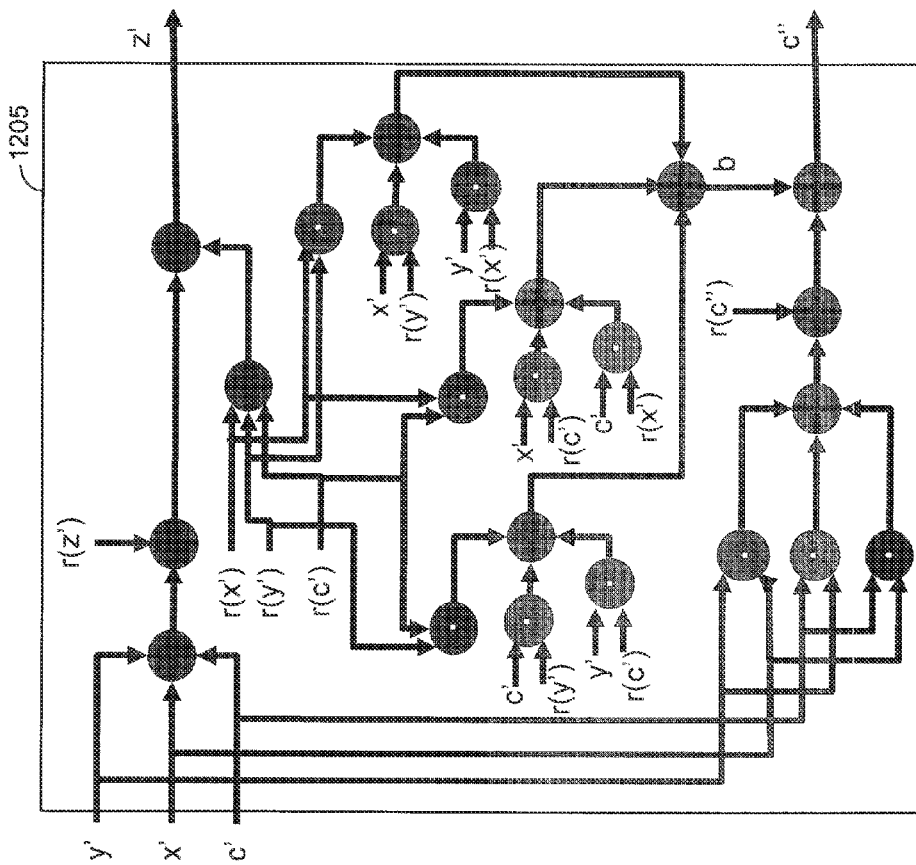 1205
z'
y'
x'
c'
r(z')
r(x')
r(y')
r(c')
x'
r(y')
y'
r(x')
x'
r(c')
c'
r(x')
c'
r(y')
y'
r(c')
b
r(c'')
c''